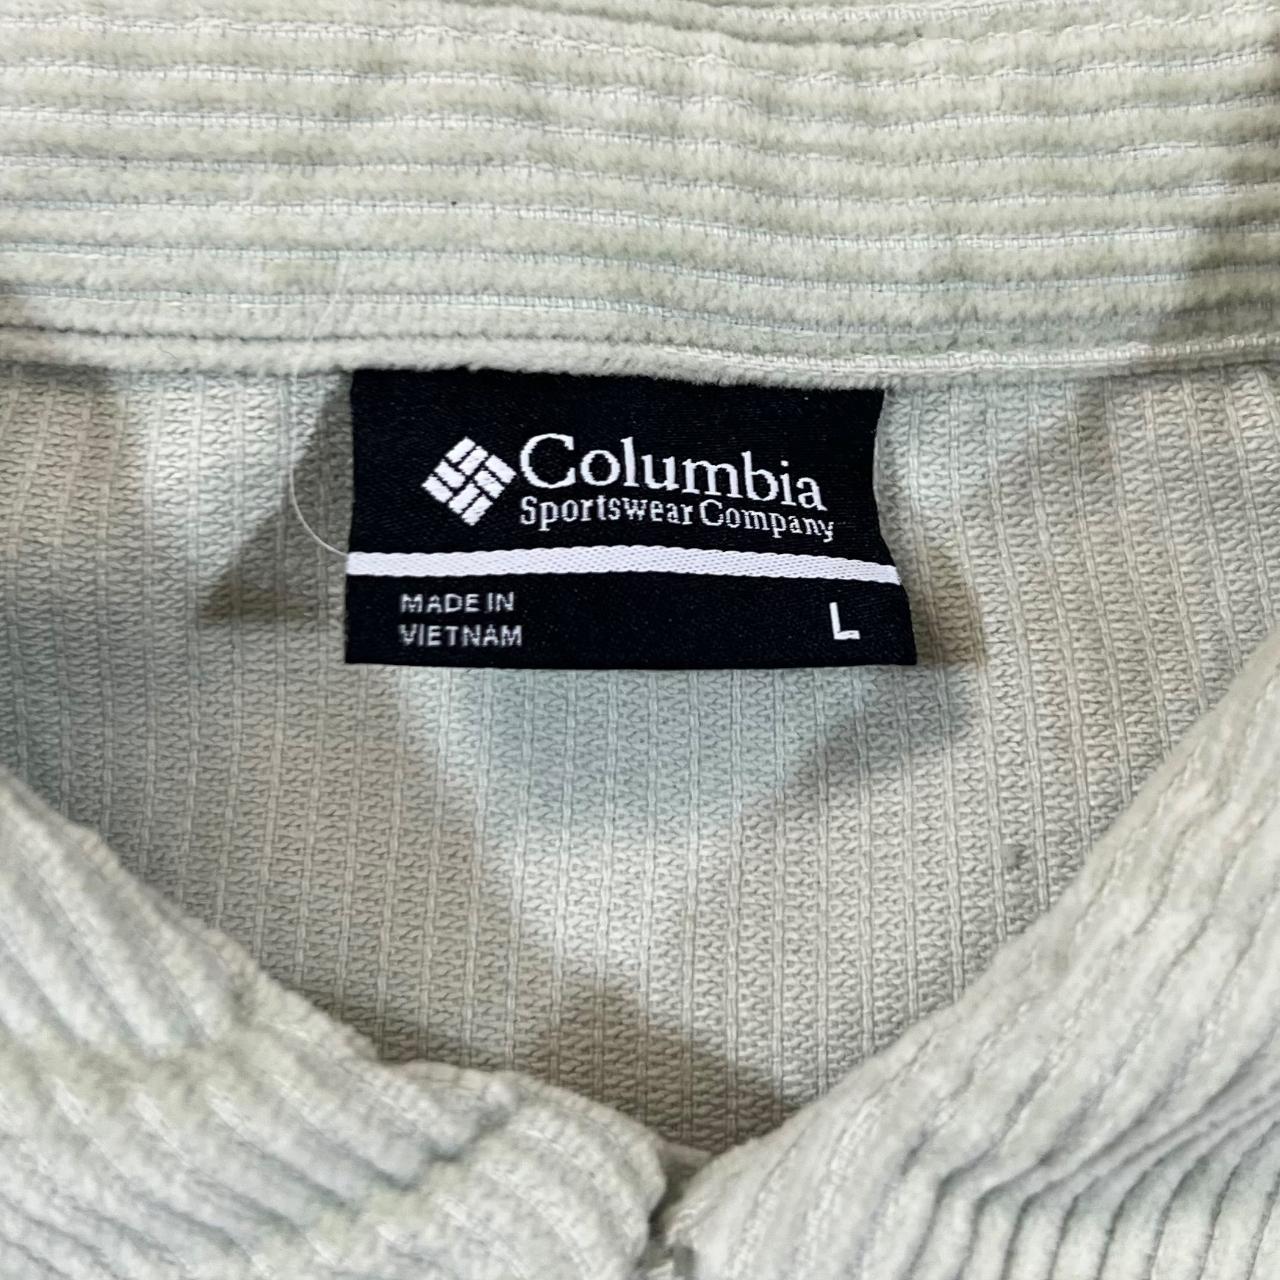 Columbia
Sportswear Company
MADE IN
VIETNAM
L